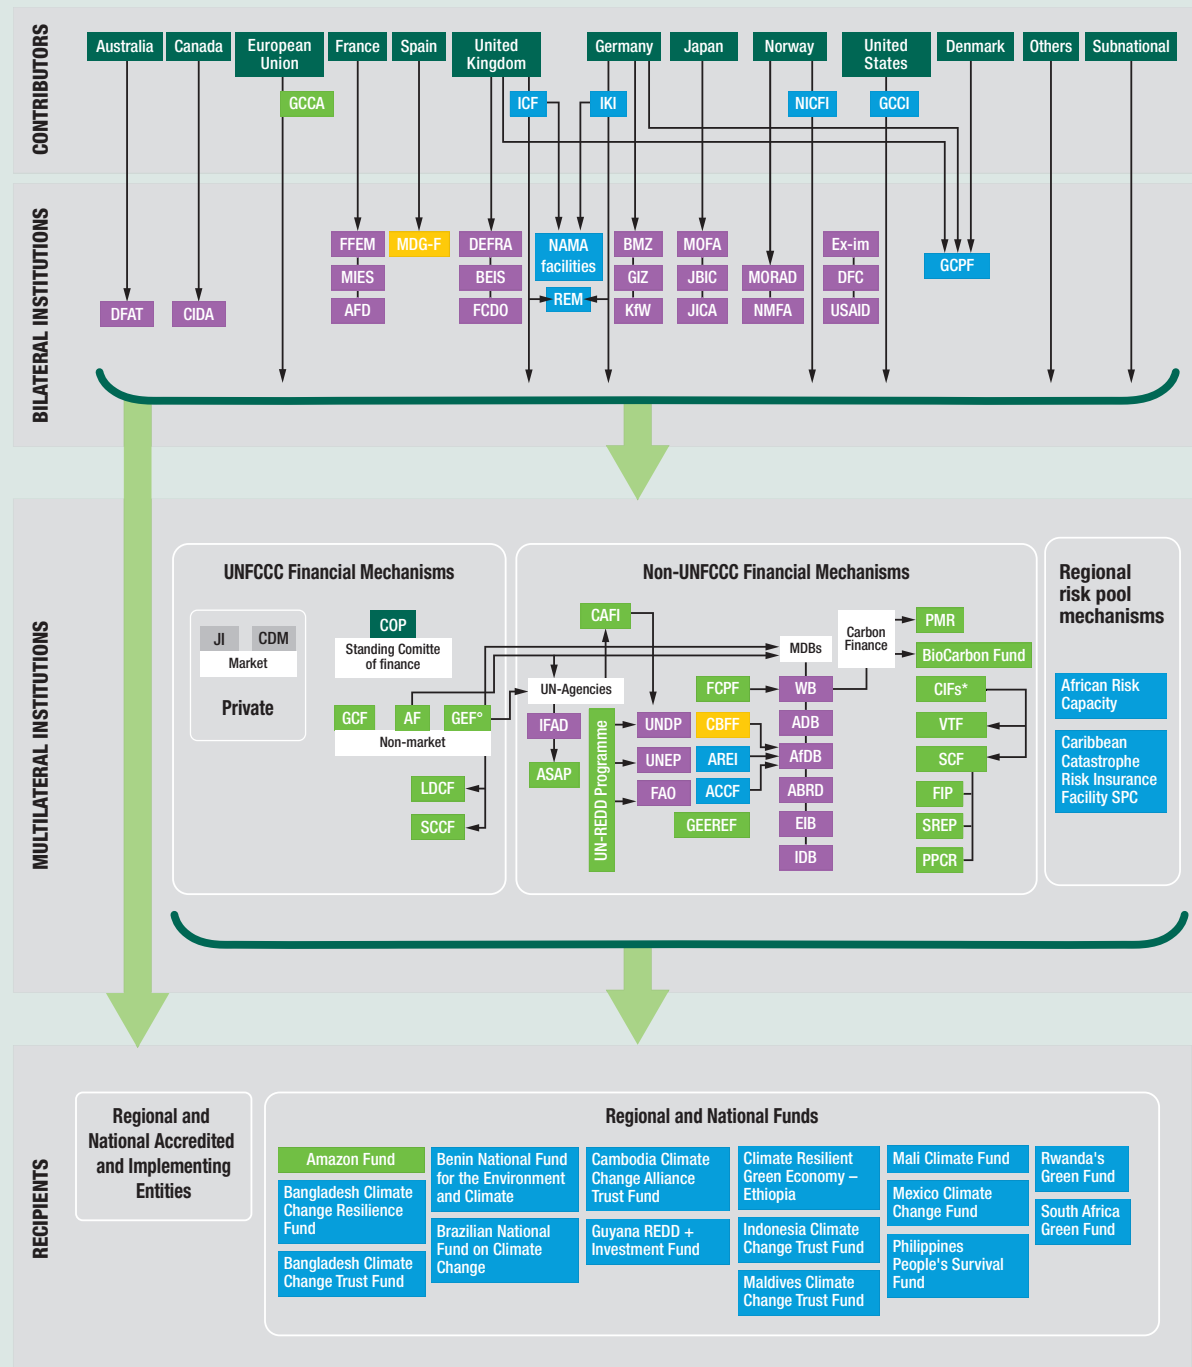 CONTRIBUTORS
Australia
Canada
European
Union
France
Spain
United
Kingdom
Germany
Japan
Norway
United
States
Denmark
Others
Subnational
GCCA
ICF
IKI
NICFI
GCCI
BILATERAL INSTITUTIONS
FFEM
MIES
AFD
MDG-F
DEFRA
BEIS
FCDO
NAMA
facilities
REM
BMZ
GIZ
KfW
MOFA
JBIC
JICA
MORAD
NMFA
Ex-im
DFC
USAID
GCPF
DFAT
CIDA
MULTILATERAL INSTITUTIONS
UNFCCC Financial Mechanisms
JI
CDM
Market
Private
COP
Standing Comitte
of finance
GCF
AF
GEF°
Non-market
LDCF
SCCF
Non-UNFCCC Financial Mechanisms
CAFI
UN-Agencies
IFAD
ASAP
UN-REDD Programme
UNDP
UNEP
FAO
FCPF
CBFF
AREI
ACCF
GEEREF
MDBs
WB
ADB
AfDB
ABRD
EIB
IDB
Carbon
Finance
PMR
BioCarbon Fund
CIFs*
VTF
SCF
FIP
SREP
PPCR
Regional
risk pool
mechanisms
African Risk
Capacity
Caribbean
Catastrophe
Risk Insurance
Facility SPC
RECIPIENTS
Regional and
National Accredited
and Implementing
Entities
Regional and National Funds
Amazon Fund
Bangladesh Climate
Change Resilience
Fund
Bangladesh Climate
Change Trust Fund
Benin National Fund
for the Environment
and Climate
Brazilian National
Fund on Climate
Change
Cambodia Climate
Change Alliance
Trust Fund
Guyana REDD +
Investment Fund
Climate Resilient
Green Economy –
Ethiopia
Indonesia Climate
Change Trust Fund
Maldives Climate
Change Trust Fund
Mali Climate Fund
Mexico Climate
Change Fund
Philippines
People's Survival
Fund
Rwanda's
Green Fund
South Africa
Green Fund